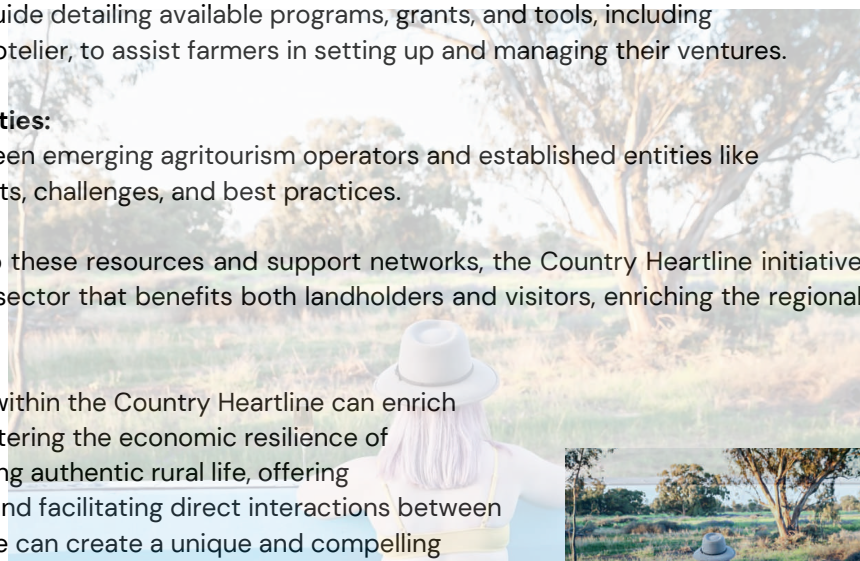 uide detailing available programs, grants, and tools, including
otelier, to assist farmers in setting up and managing their ventures.
ties:
een emerging agritourism operators and established entities like
ts, challenges, and best practices.
these resources and support networks, the Country Heartline initiative
sector that benefits both landholders and visitors, enriching the regional
within the Country Heartline can enrich
tering the economic resilience of
ng authentic rural life, offering
nd facilitating direct interactions between
e can create a unique and compelling